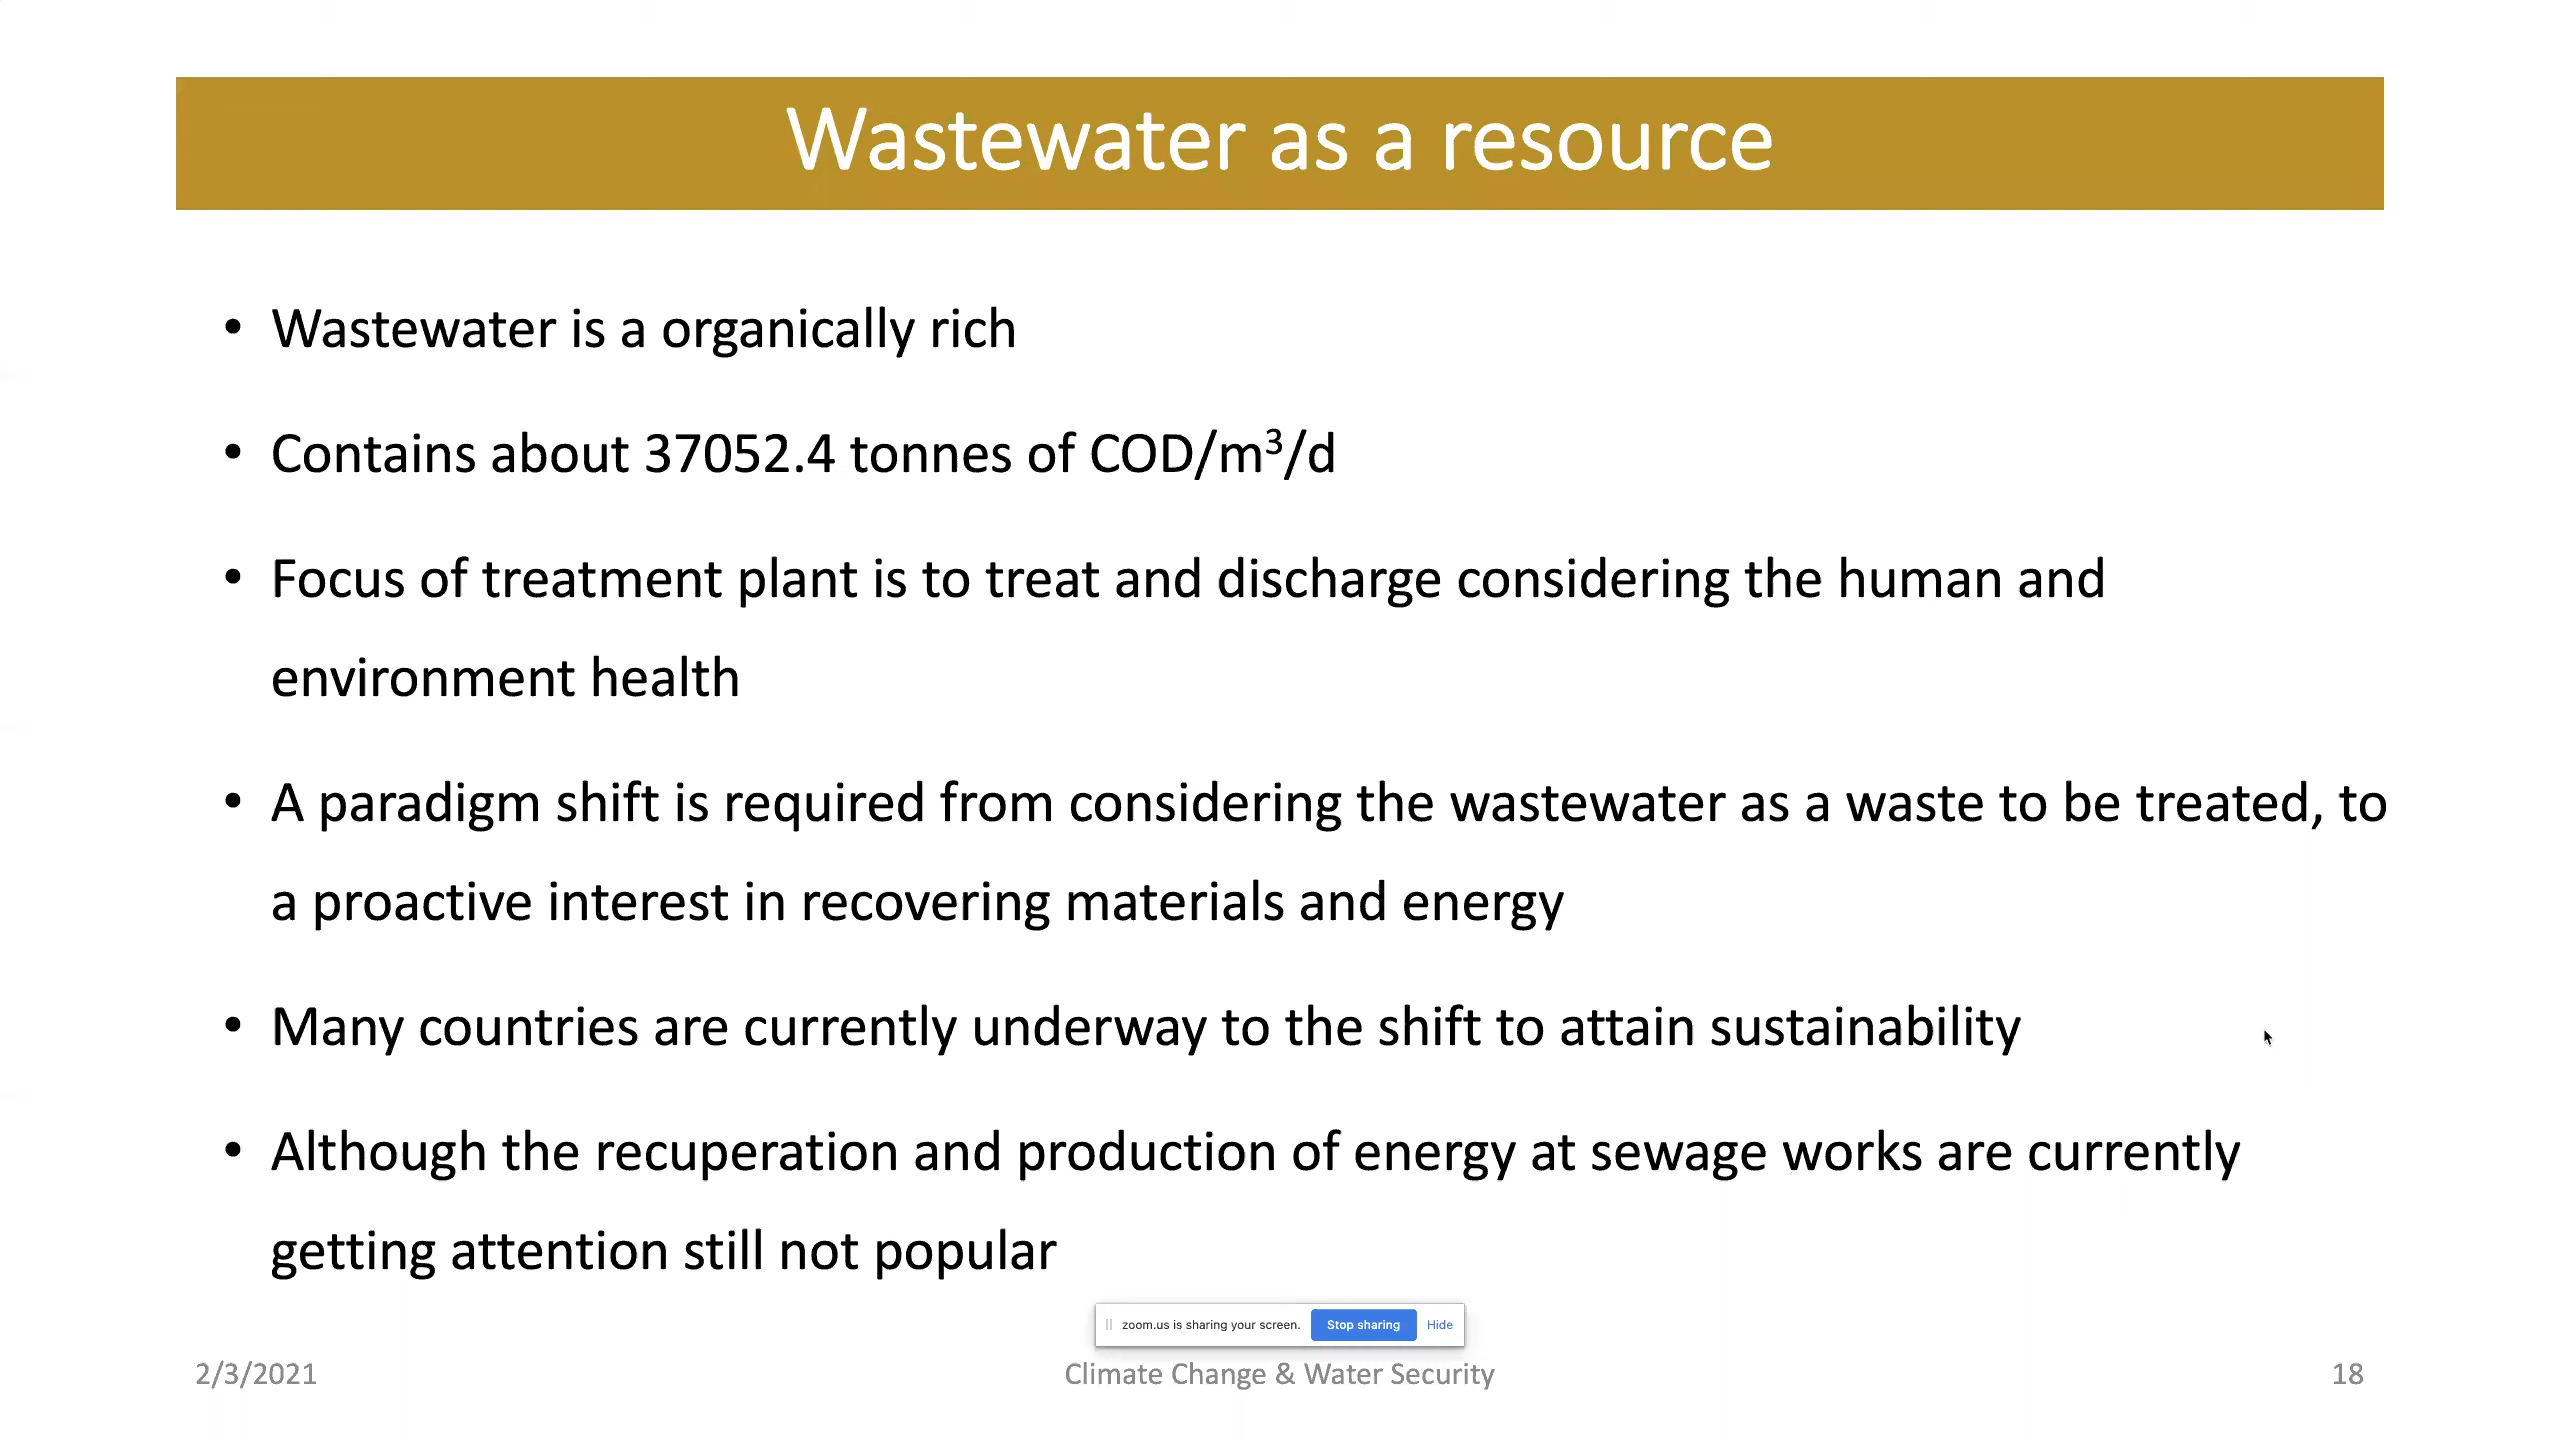 Wastewater as a resource
• Wastewater is a organically rich
• Contains about 37052.4 tonnes of COD/m³/d
• Focus of treatment plant is to treat and discharge considering the human and
environment health
• A paradigm shift is required from considering the wastewater as a waste to be treated, to
a proactive interest in recovering materials and energy
• Many countries are currently underway to the shift to attain sustainability
• Although the recuperation and production of energy at sewage works are currently
getting attention still not popular
zoom.us is sharing your screen. Stop sharing Hide
2/3/2021 Climate Change & Water Security 18